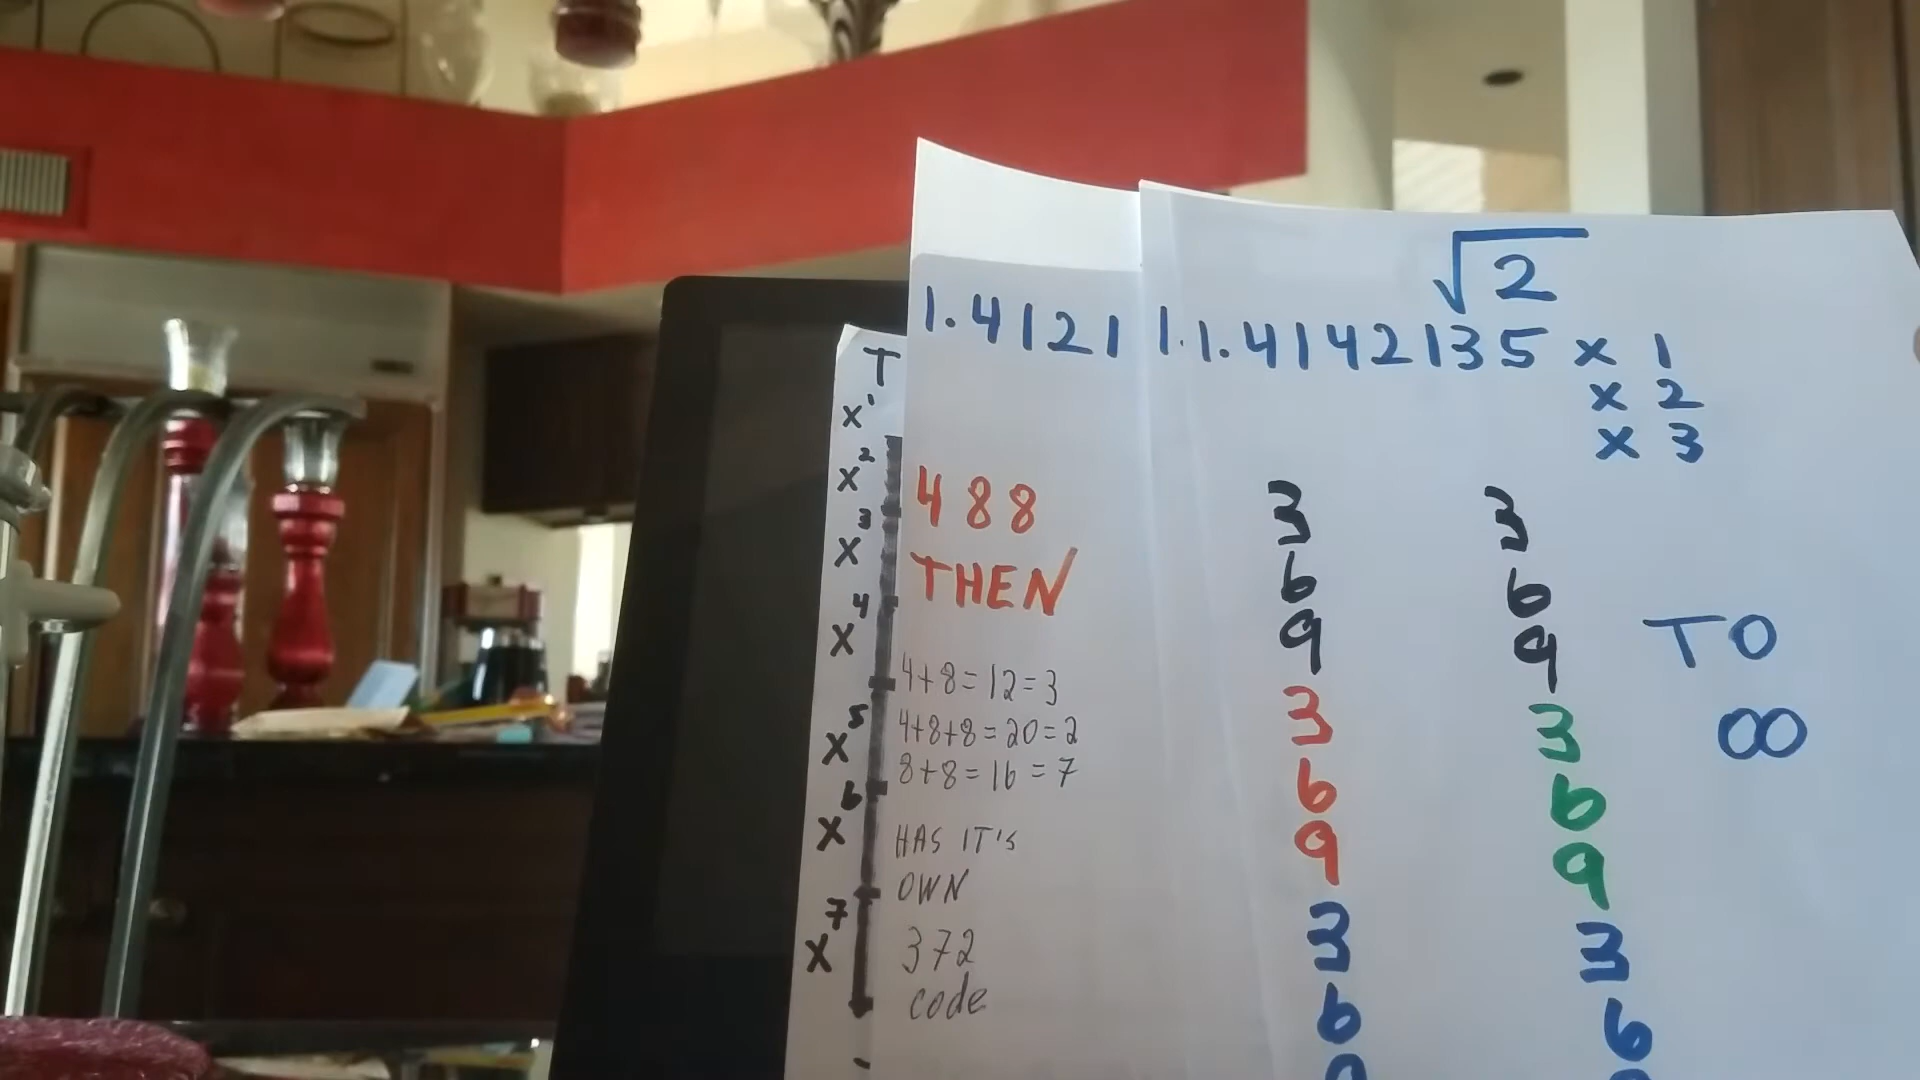 √2
1.4121 1.1.4142135 x 1
x 2
x 3
T
x1
x2
x3
x4
x5
x6
x7
488
THEN
4+8=12=3
4+8+8=20=2
8+8=16=7
HAS IT'S
OWN
372
code
3 3
6 6
9 9
3 3
6 6
9 9
3 3
6 6
TO
∞